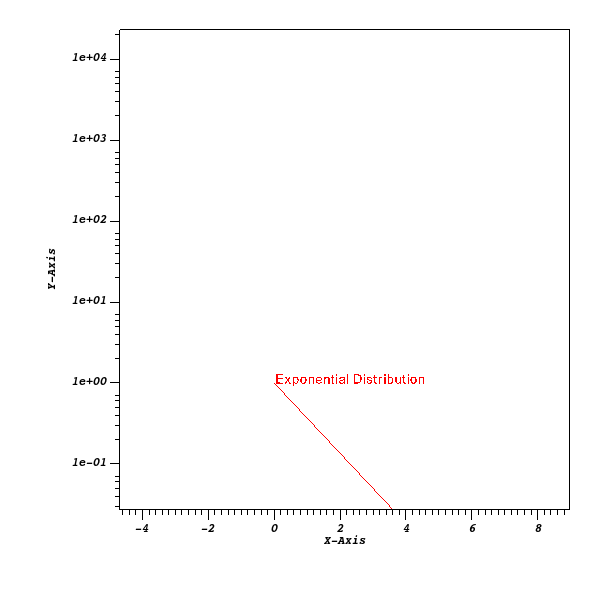 1e+04
1e+03
1e+02
1e+01
1e+00
1e-01
Y-Axis
Exponential Distribution
-4 -2 0 2 4 6 8
X-Axis